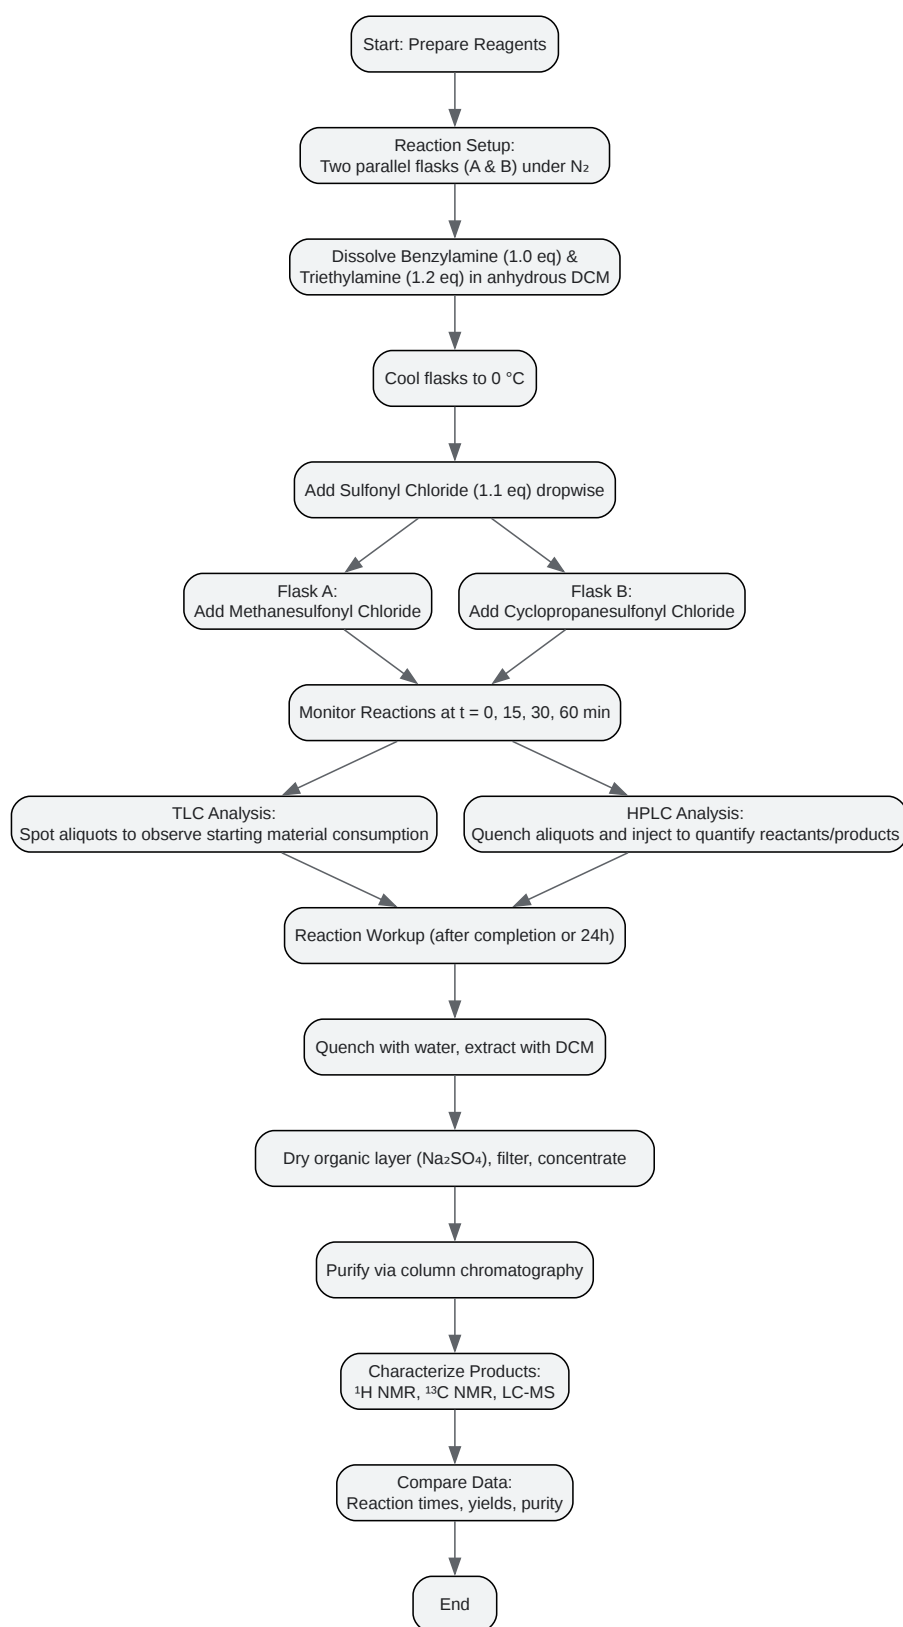 Start: Prepare Reagents
Reaction Setup:
Two parallel flasks (A & B) under N₂
Dissolve Benzylamine (1.0 eq) &
Triethylamine (1.2 eq) in anhydrous DCM
Cool flasks to 0 °C
Add Sulfonyl Chloride (1.1 eq) dropwise
Flask A:
Add Methanesulfonyl Chloride
Flask B:
Add Cyclopropanesulfonyl Chloride
Monitor Reactions at t = 0, 15, 30, 60 min
TLC Analysis:
Spot aliquots to observe starting material consumption
HPLC Analysis:
Quench aliquots and inject to quantify reactants/products
Reaction Workup (after completion or 24h)
Quench with water, extract with DCM
Dry organic layer (Na₂SO₄), filter, concentrate
Purify via column chromatography
Characterize Products:
¹H NMR, ¹³C NMR, LC-MS
Compare Data:
Reaction times, yields, purity
End